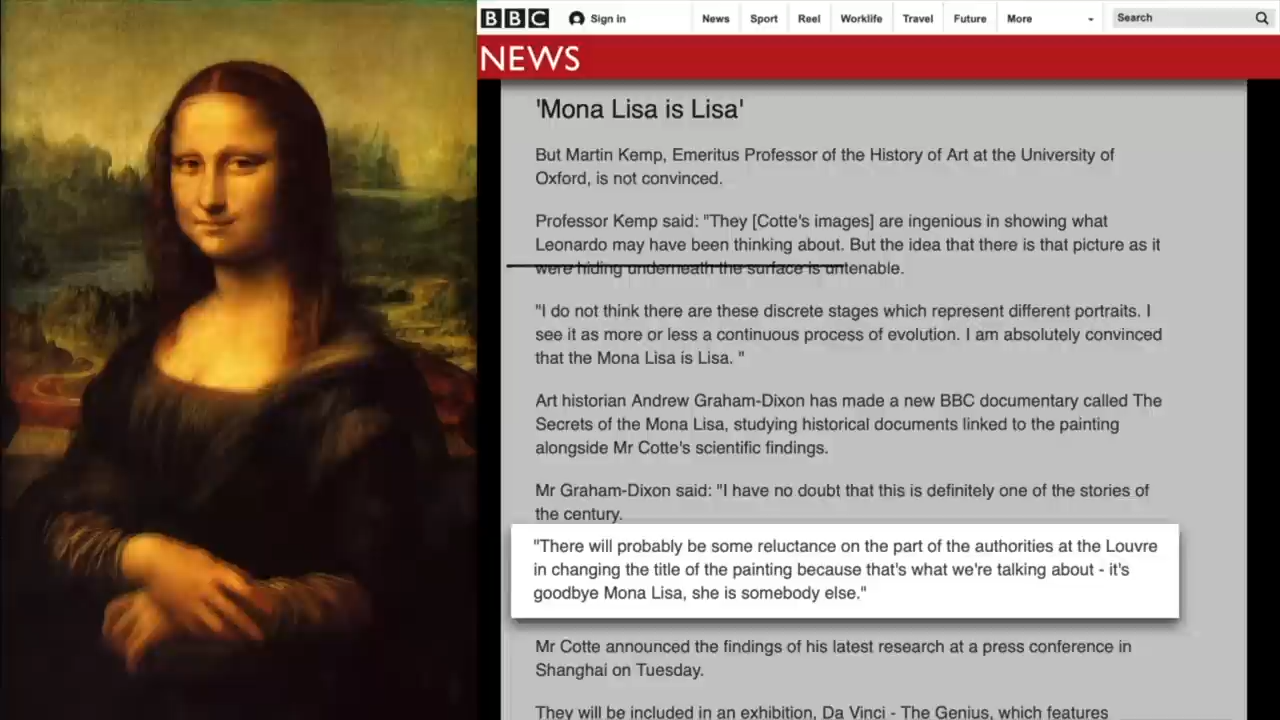 BBC Sign in News Sport Reel Worklife Travel Future More Search
NEWS
'Mona Lisa is Lisa'
But Martin Kemp, Emeritus Professor of the History of Art at the University of
Oxford, is not convinced.
Professor Kemp said: "They [Cotte's images] are ingenious in showing what
Leonardo may have been thinking about. But the idea that there is that picture as it
were hiding underneath the surface is untenable.
"I do not think there are these discrete stages which represent different portraits. I
see it as more or less a continuous process of evolution. I am absolutely convinced
that the Mona Lisa is Lisa. "
Art historian Andrew Graham-Dixon has made a new BBC documentary called The
Secrets of the Mona Lisa, studying historical documents linked to the painting
alongside Mr Cotte's scientific findings.
Mr Graham-Dixon said: "I have no doubt that this is definitely one of the stories of
the century.
"There will probably be some reluctance on the part of the authorities at the Louvre
in changing the title of the painting because that's what we're talking about - it's
goodbye Mona Lisa, she is somebody else."
Mr Cotte announced the findings of his latest research at a press conference in
Shanghai on Tuesday.
They will be included in an exhibition, Da Vinci - The Genius, which features